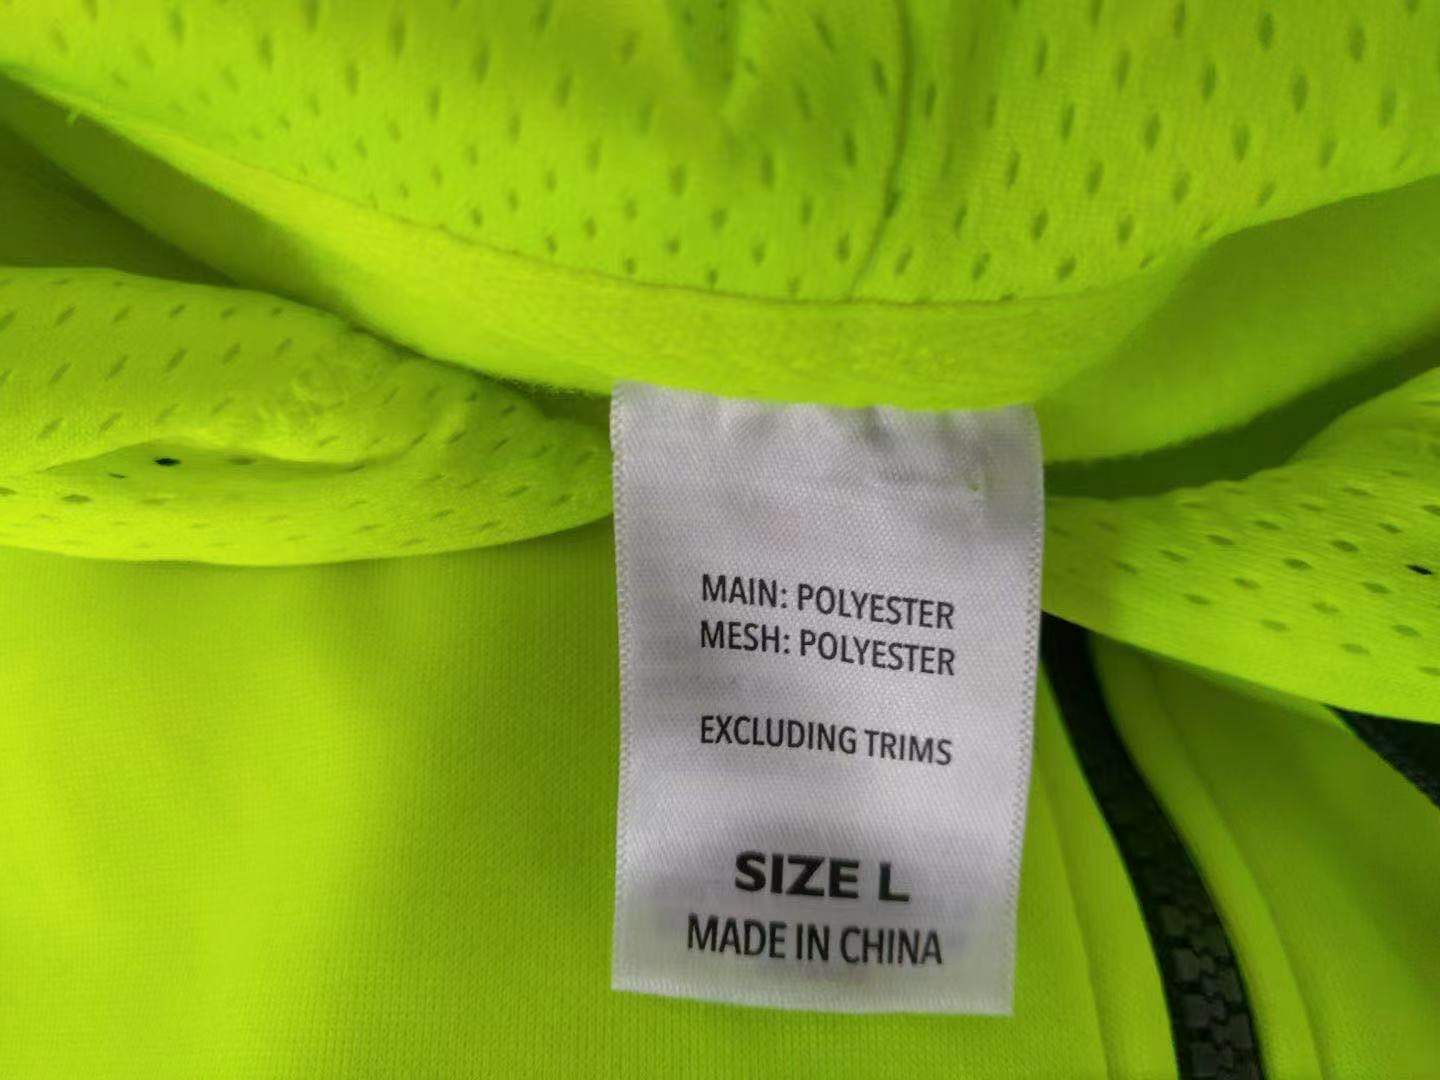 MAIN: POLYESTER
MESH: POLYESTER
EXCLUDING TRIMS
SIZE L
MADE IN CHINA